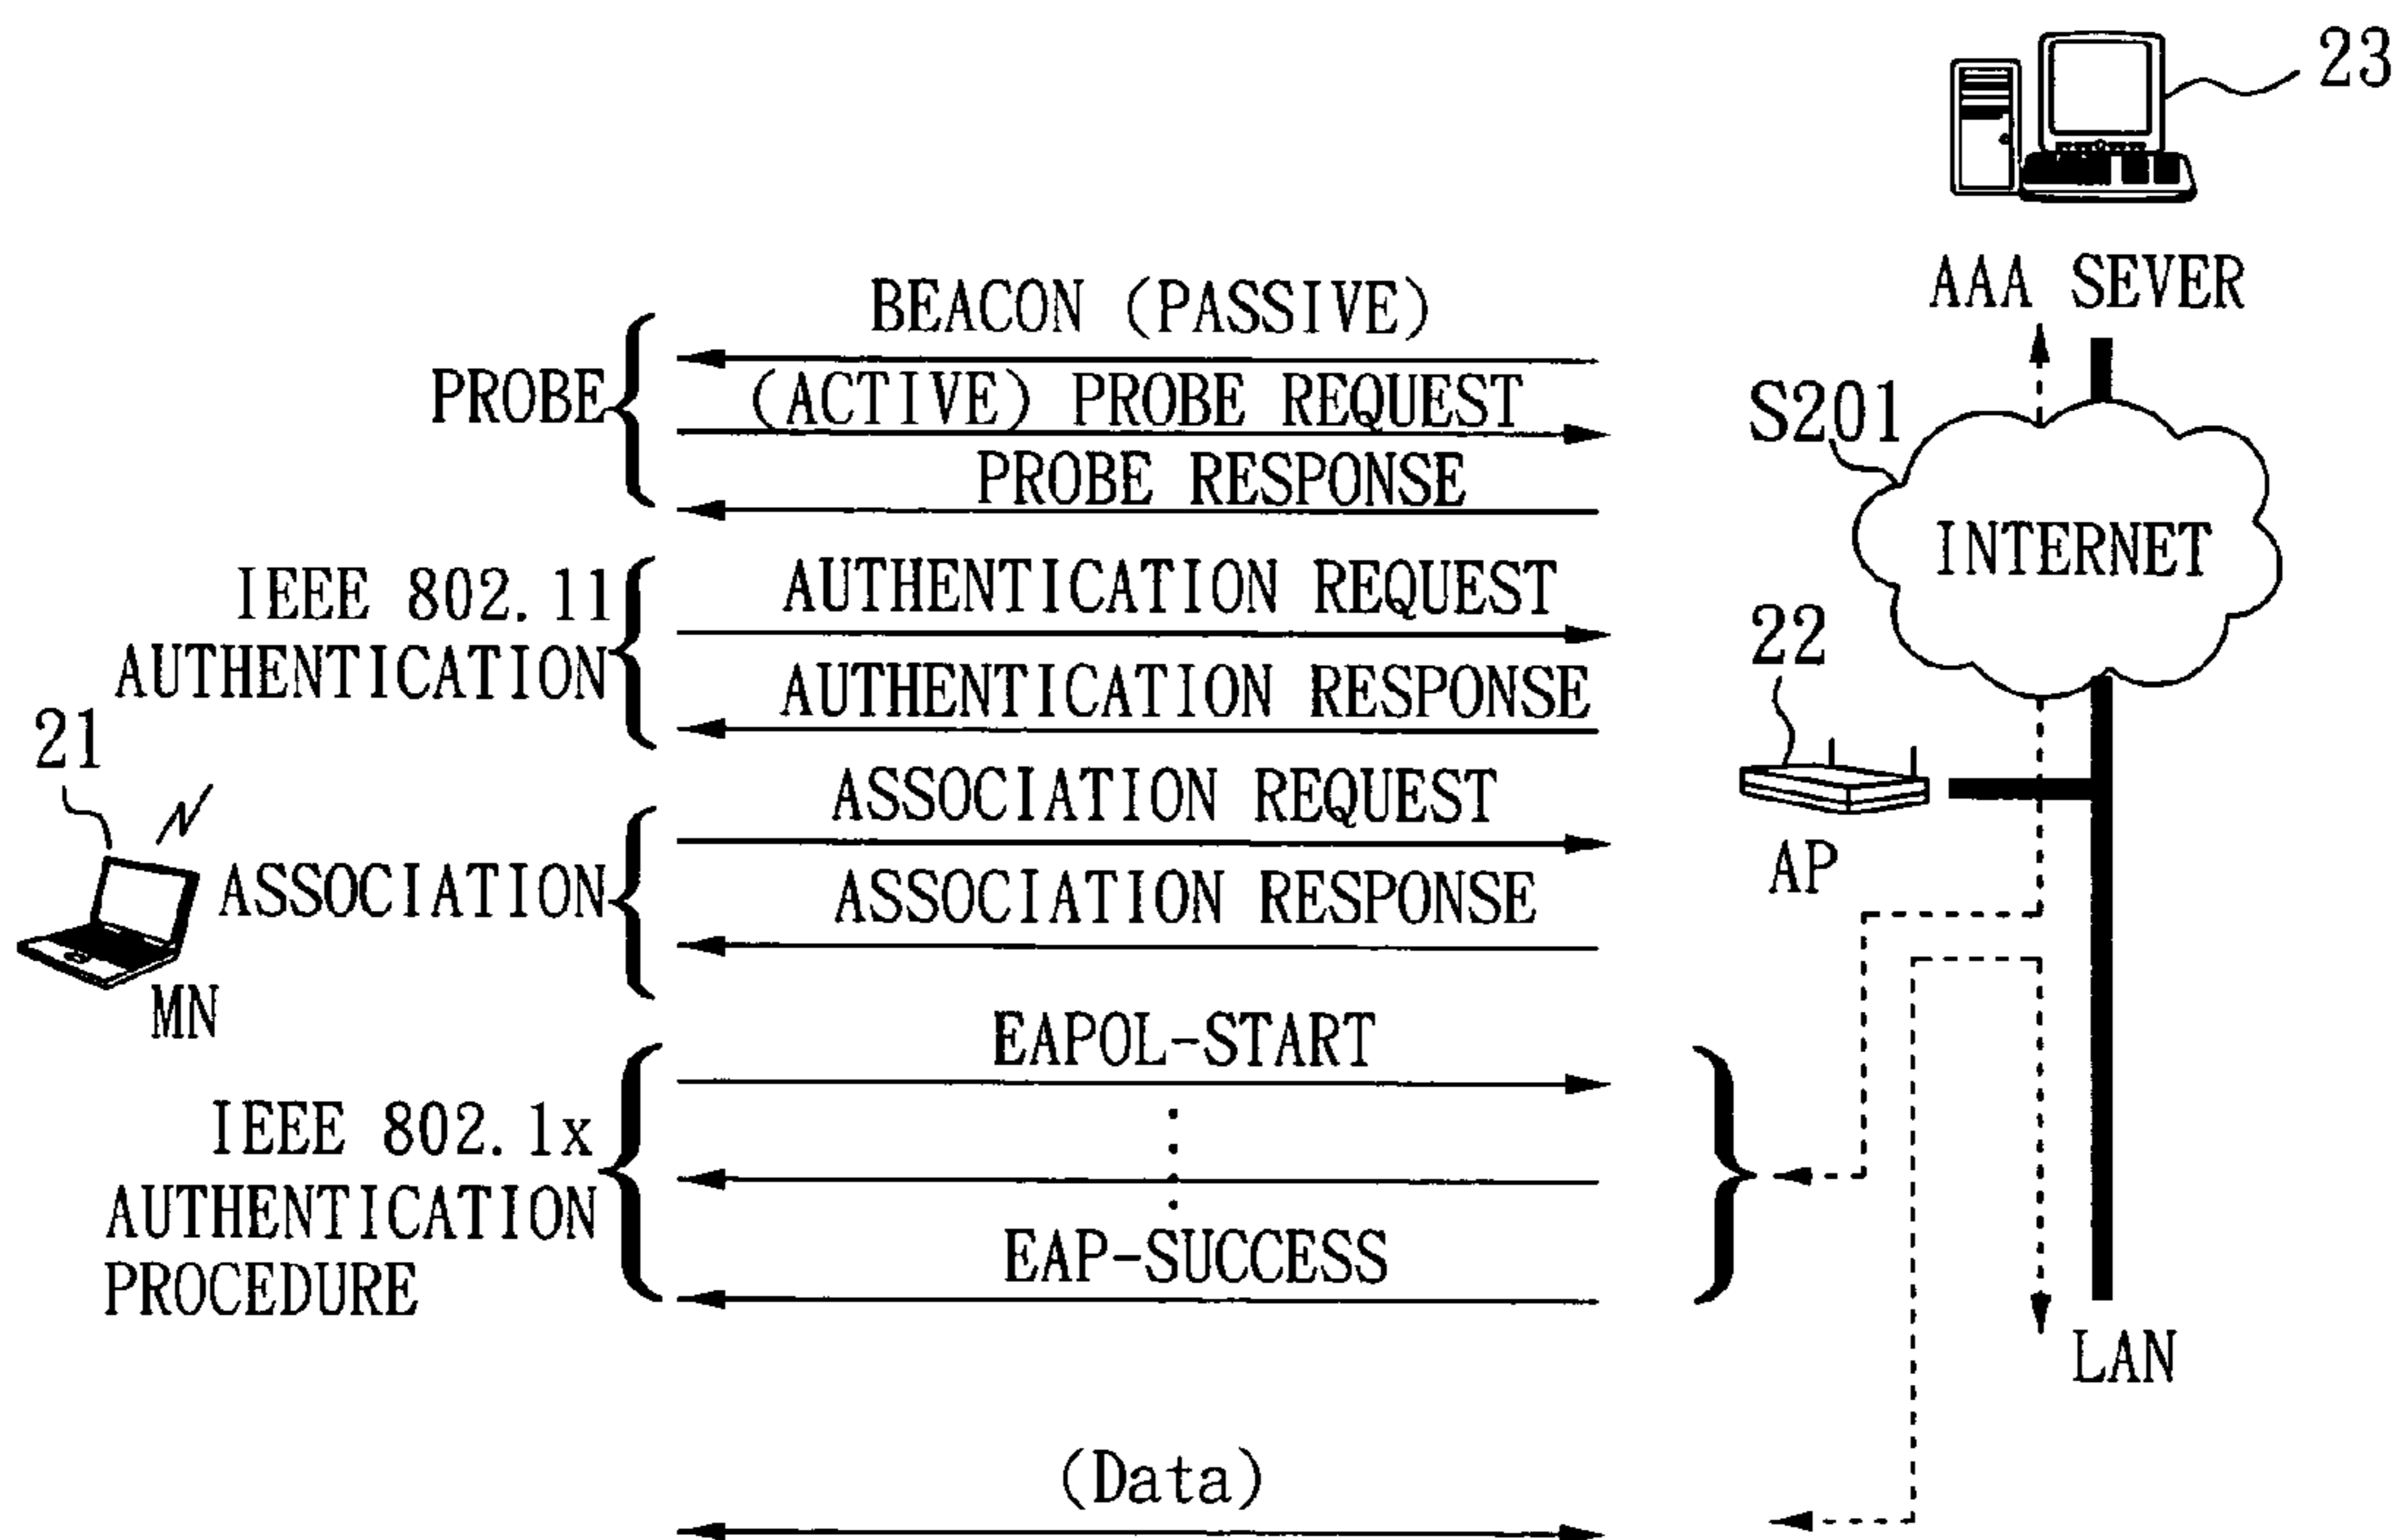 23
AAA SEVER
BEACON (PASSIVE)
PROBE
(ACTIVE) PROBE REQUEST
PROBE RESPONSE
S201
INTERNET
IEEE 802.11
AUTHENTICATION
AUTHENTICATION REQUEST
AUTHENTICATION RESPONSE
22
AP
21
MN
ASSOCIATION
ASSOCIATION REQUEST
ASSOCIATION RESPONSE
IEEE 802.1x
AUTHENTICATION
PROCEDURE
EAPOL-START
EAP-SUCCESS
LAN
(Data)